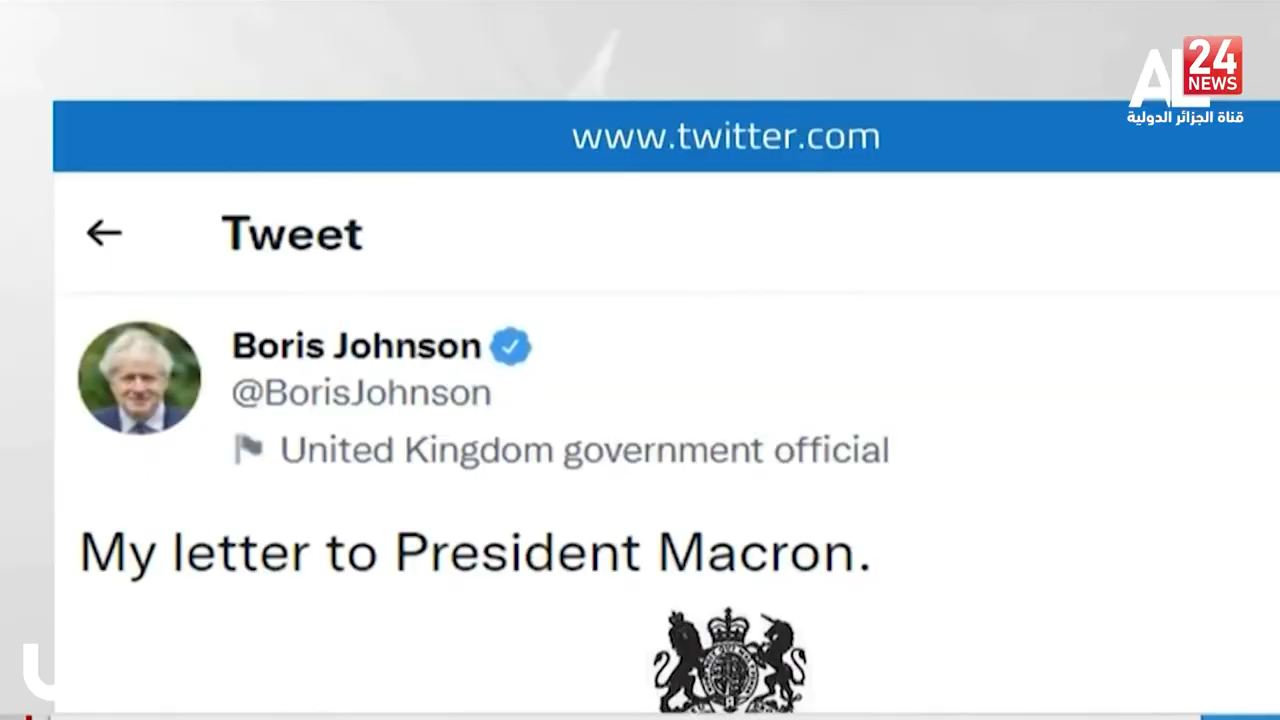 AL
24
NEWS
قناة الجزائر الدولية
www.twitter.com
Tweet
Boris Johnson
@BorisJohnson
United Kingdom government official
My letter to President Macron.